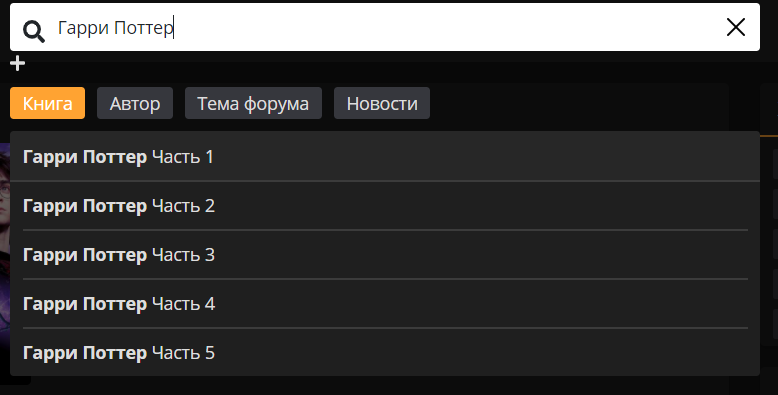 Гарри Поттер
Книга Автор Тема форума Новости
Гарри Поттер Часть 1
Гарри Поттер Часть 2
Гарри Поттер Часть 3
Гарри Поттер Часть 4
Гарри Поттер Часть 5